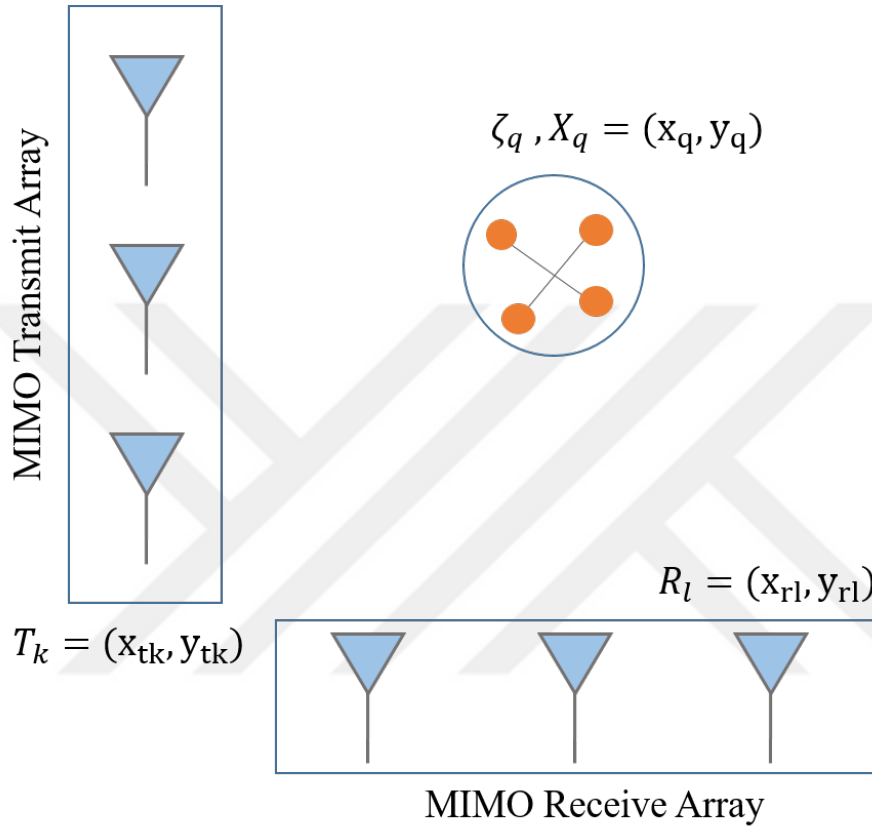 MIMO Transmit Array
ζ_q , X_q = (x_q, y_q)
R_l = (x_rl, y_rl)
T_k = (x_tk, y_tk)
MIMO Receive Array